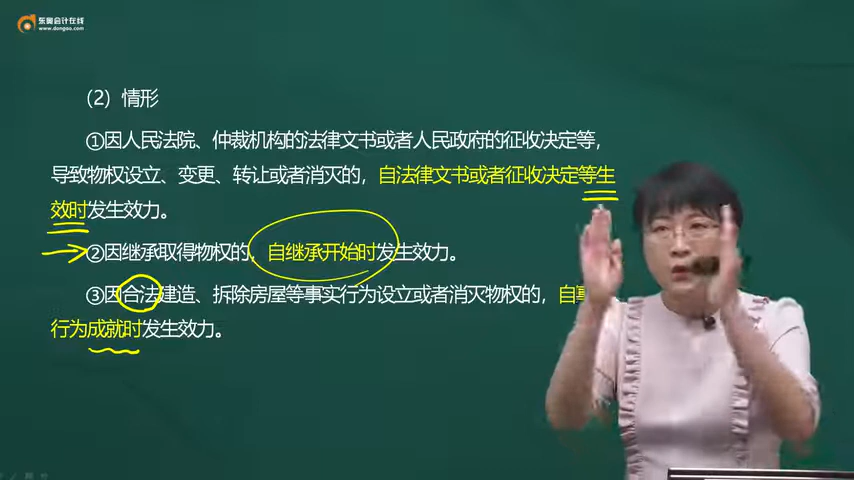 东奥会计在线
www.dongao.com
（2）情形
①因人民法院、仲裁机构的法律文书或者人民政府的征收决定等，
导致物权设立、变更、转让或者消灭的，自法律文书或者征收决定等生
效时发生效力。
②因继承取得物权的，自继承开始时发生效力。
③因合法建造、拆除房屋等事实行为设立或者消灭物权的，自
行为成就时发生效力。